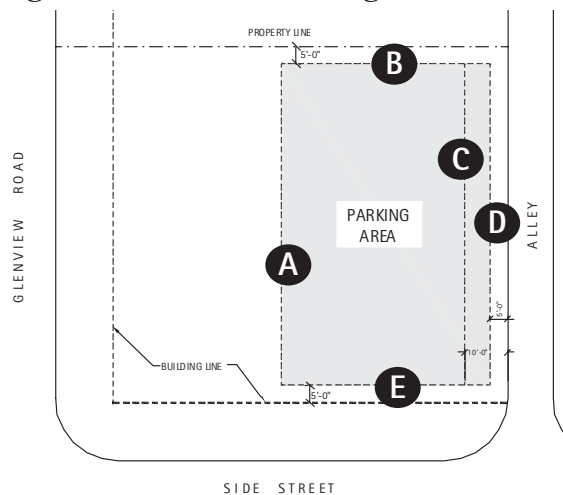 PROPERTY LINE
5'-0"
B
C
GLENVIEW ROAD
PARKING
AREA
D
ALLEY
A
5'-0"
10'-0"
BUILDING LINE
E
5'-0"
SIDE STREET